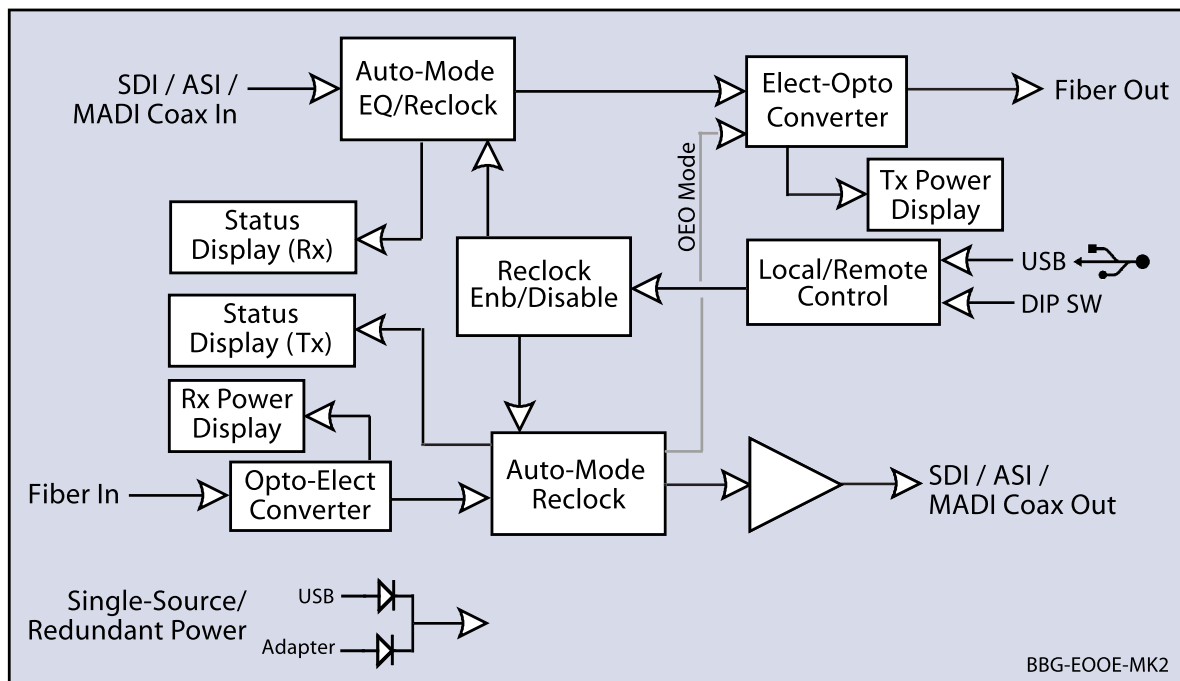 SDI / ASI /
MADI Coax In
Auto-Mode
EQ/Reclock
Elect-Opto
Converter
Fiber Out
OEO Mode
Tx Power
Display
Status
Display (Rx)
Reclock
Enb/Disable
Local/Remote
Control
USB
DIP SW
Status
Display (Tx)
Rx Power
Display
Fiber In
Opto-Elect
Converter
Auto-Mode
Reclock
SDI / ASI /
MADI Coax Out
Single-Source/
Redundant Power
USB
Adapter
BBG-EOOE-MK2